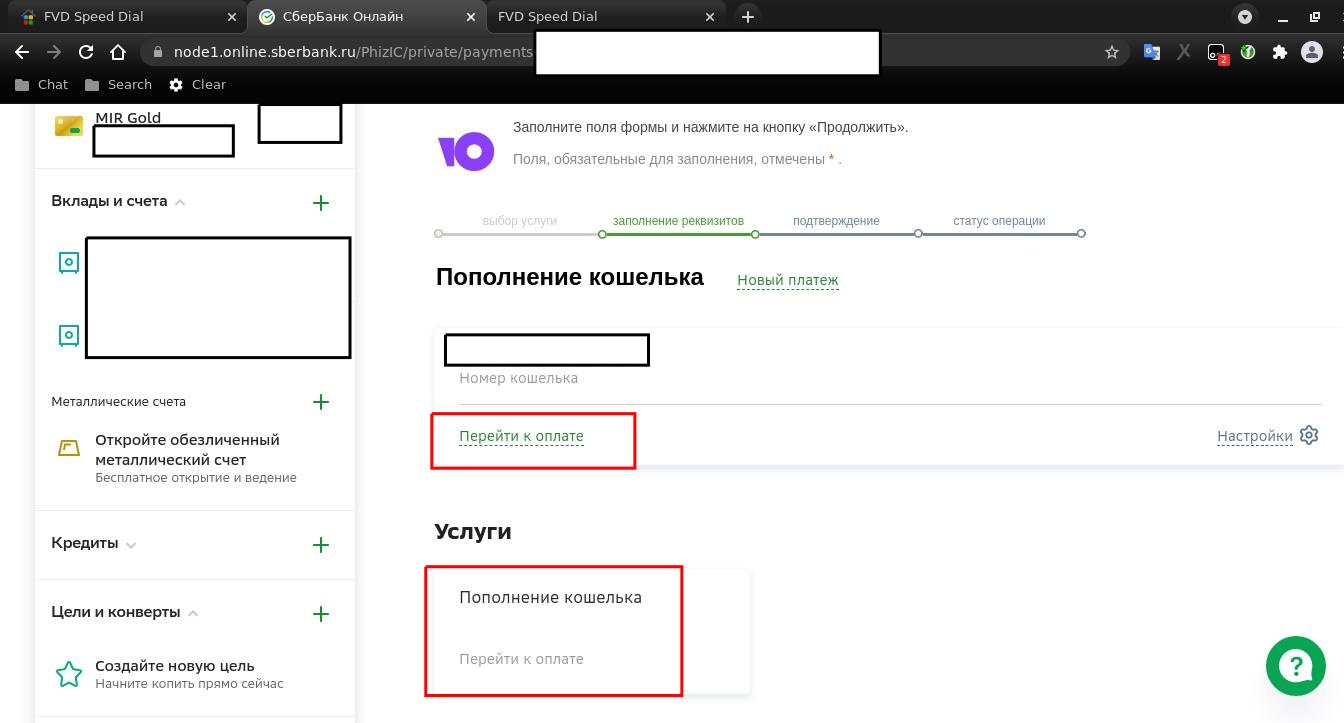 FVD Speed Dial
СберБанк Онлайн
FVD Speed Dial
node1.online.sberbank.ru/PhizIC/private/payments
2
Chat
Search
Clear
MIR Gold
Вклады и счета
Металлические счета
Откройте обезличенный
металлический счет
Бесплатное открытие и ведение
Кредиты
Цели и конверты
Создайте новую цель
Начните копить прямо сейчас
Ю
Заполните поля формы и нажмите на кнопку «Продолжить».
Поля, обязательные для заполнения, отмечены * .
выбор услуги
заполнение реквизитов
подтверждение
статус операции
Пополнение кошелька
Новый платеж
Номер кошелька
Перейти к оплате
Настройки
Услуги
Пополнение кошелька
Перейти к оплате
?